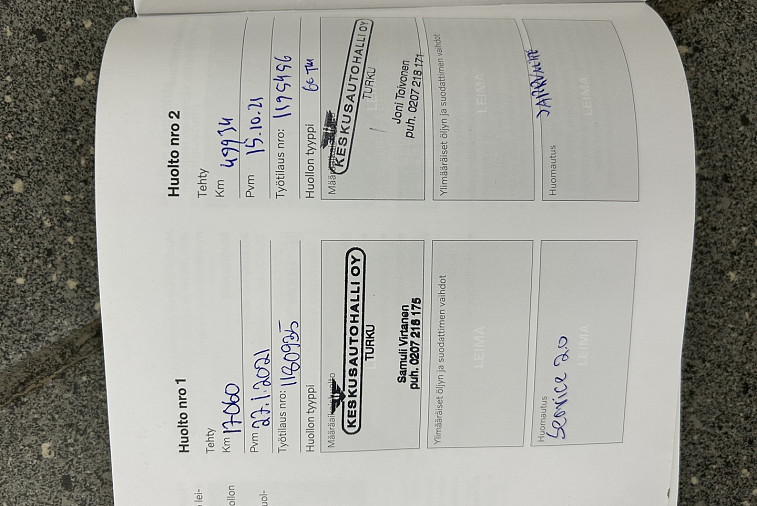 Huolto nro 1
Tehty
Km 17060
Pvm 27.1.2021
Työtilaus nro: 1180935
Huollon tyyppi
KESKUSAUTOHALLI OY
TURKU
Samuli Virtanen
puh. 0207 218 175
Ylimääräiset öljyn ja suodattimen vaihdot
LEIMA
Huomautus
Service 2.0
LEIMA
Huolto nro 2
Tehty
Km 49934
Pvm 15.10.21
Työtilaus nro: 1195456
Huollon tyyppi
KESKUSAUTOHALLI OY
TURKU
Joni Toivonen
puh. 0207 218 171
Ylimääräiset öljyn ja suodattimen vaihdot
LEIMA
Huomautus
LEIMA